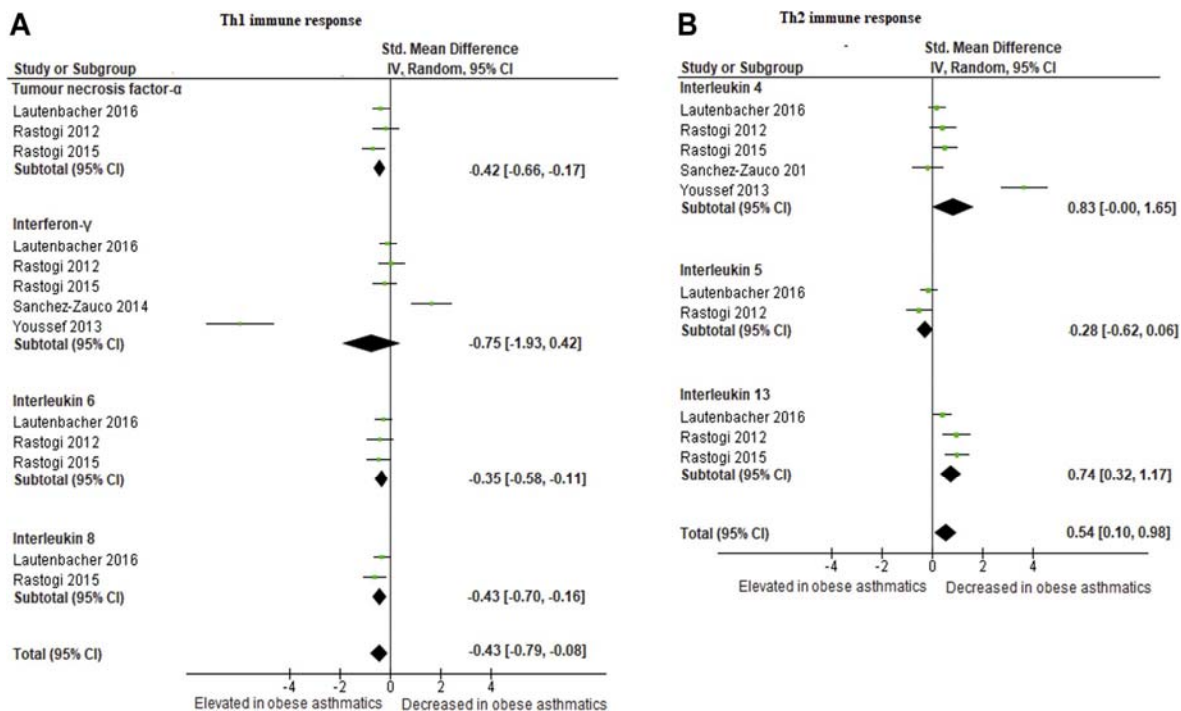 A
Th1 immune response
Std. Mean Difference
Study or Subgroup IV, Random, 95% CI
Tumour necrosis factor-α
Lautenbacher 2016
Rastogi 2012
Rastogi 2015
Subtotal (95% CI) -0.42 [-0.66, -0.17]
Interferon-γ
Lautenbacher 2016
Rastogi 2012
Rastogi 2015
Sanchez-Zauco 2014
Youssef 2013
Subtotal (95% CI) -0.75 [-1.93, 0.42]
Interleukin 6
Lautenbacher 2016
Rastogi 2012
Rastogi 2015
Subtotal (95% CI) -0.35 [-0.58, -0.11]
Interleukin 8
Lautenbacher 2016
Rastogi 2015
Subtotal (95% CI) -0.43 [-0.70, -0.16]
Total (95% CI) -0.43 [-0.79, -0.08]
-4 -2 0 2 4
Elevated in obese asthmatics Decreased in obese asthmatics
B
Th2 immune response
Std. Mean Difference
Study or Subgroup IV, Random, 95% CI
Interleukin 4
Lautenbacher 2016
Rastogi 2012
Rastogi 2015
Sanchez-Zauco 201
Youssef 2013
Subtotal (95% CI) 0.83 [-0.00, 1.65]
Interleukin 5
Lautenbacher 2016
Rastogi 2012
Subtotal (95% CI) -0.28 [-0.62, 0.06]
Interleukin 13
Lautenbacher 2016
Rastogi 2012
Rastogi 2015
Subtotal (95% CI) 0.74 [0.32, 1.17]
Total (95% CI) 0.54 [0.10, 0.98]
-4 -2 0 2 4
Elevated in obese asthmatics Decreased in obese asthmatics